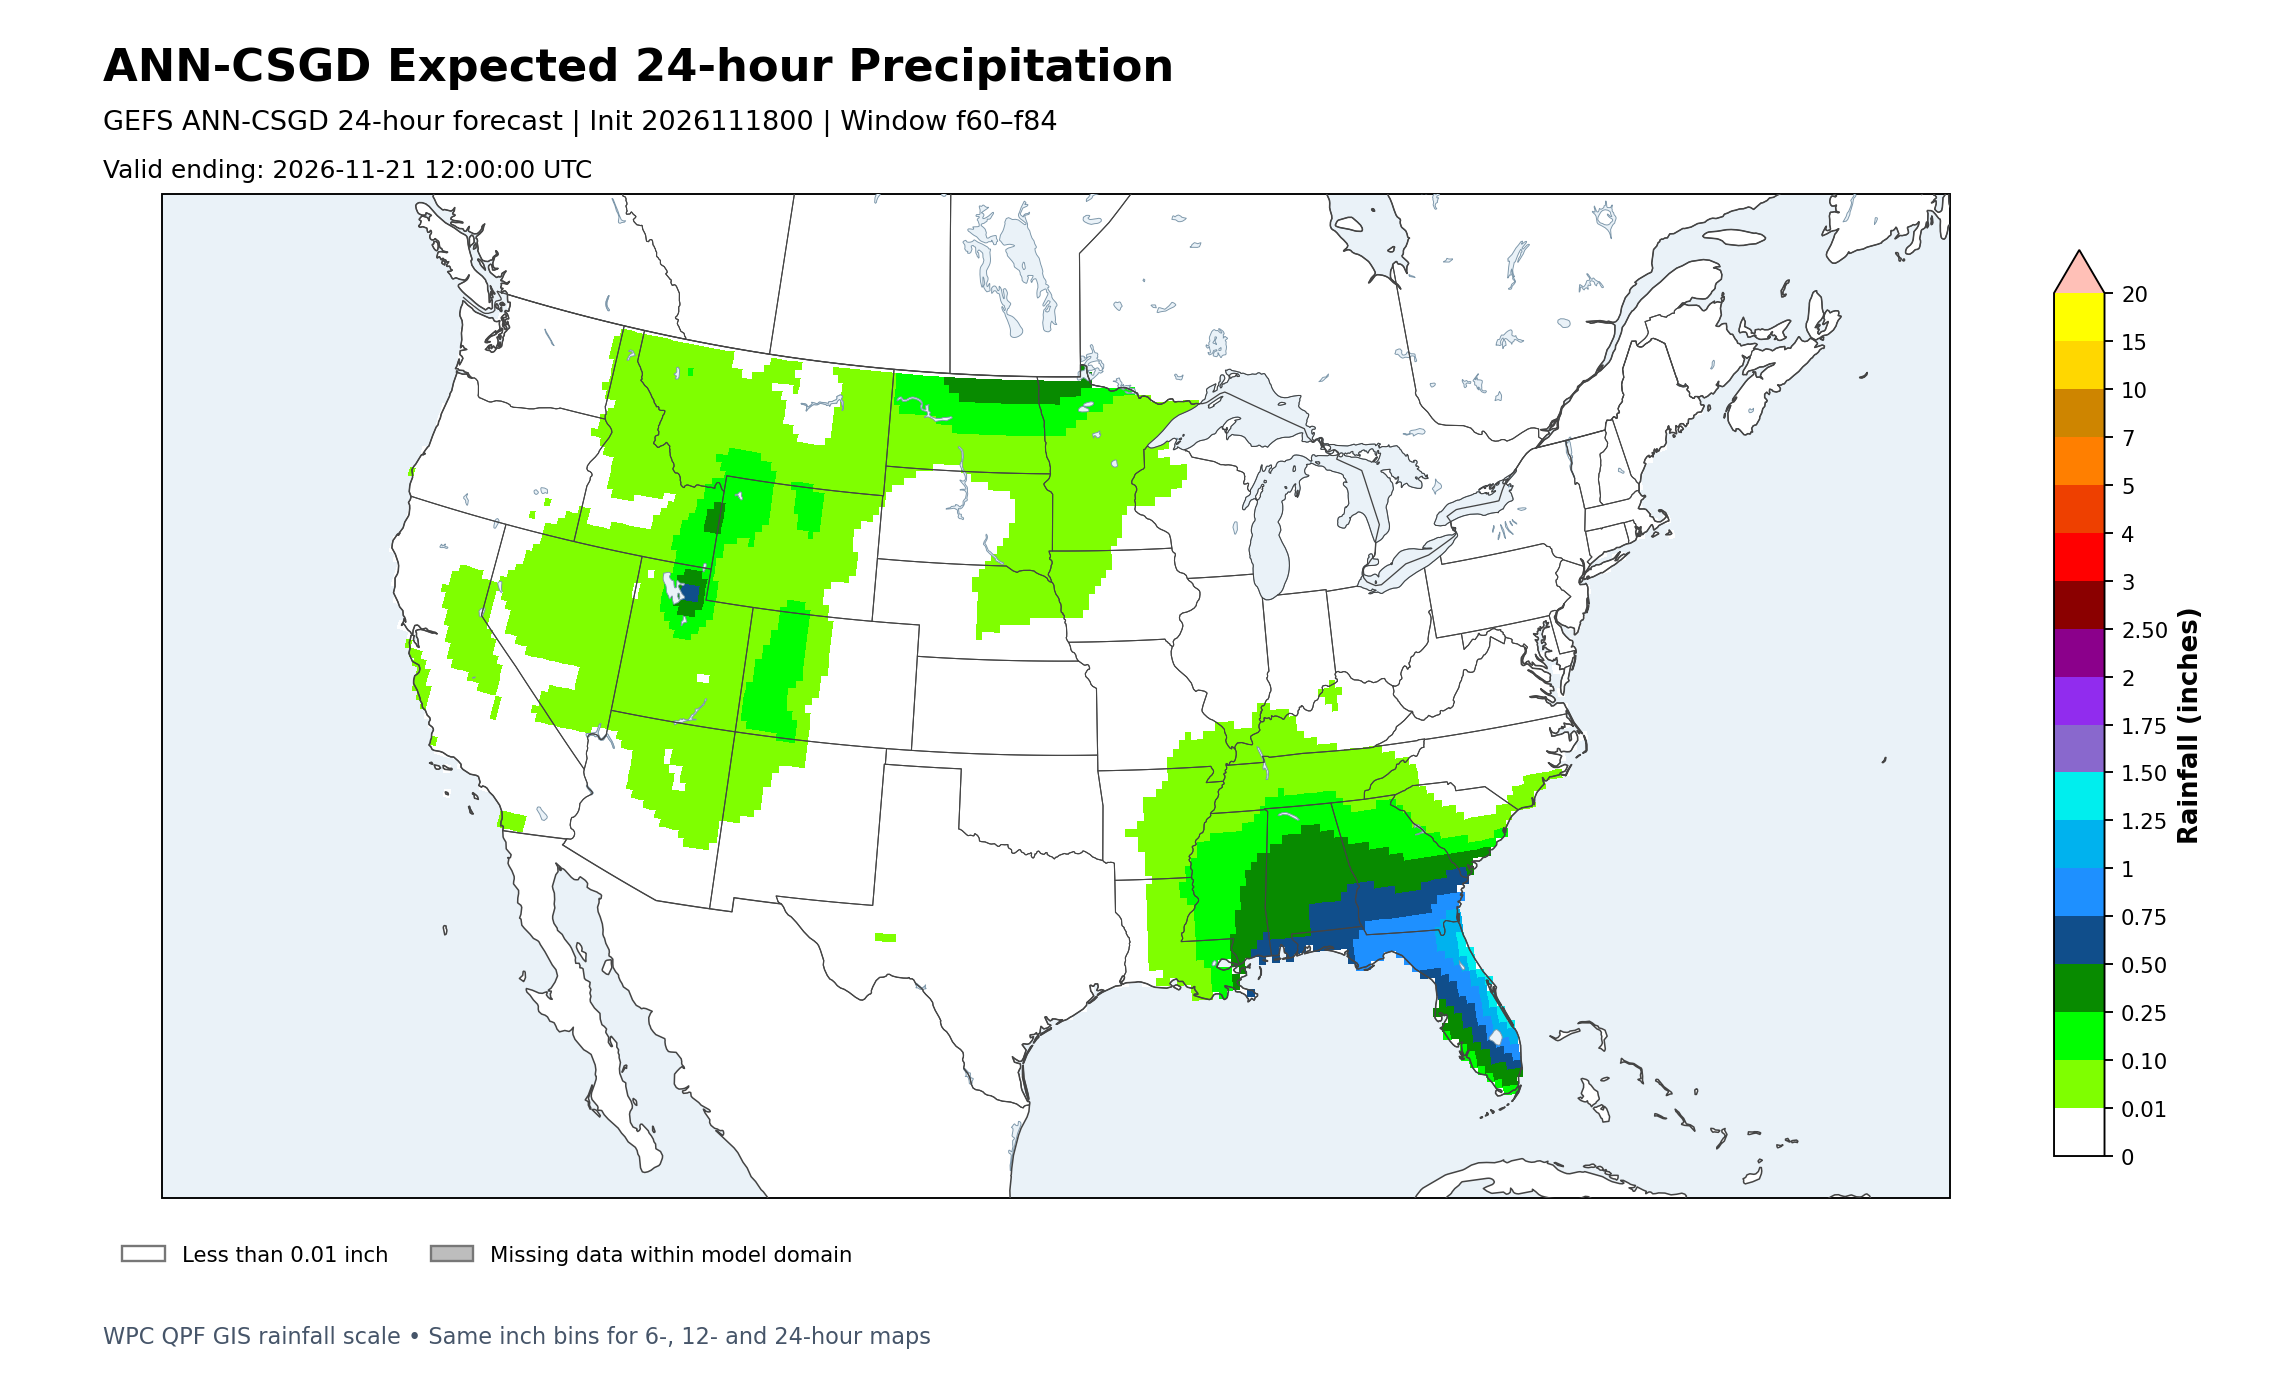 ANN-CSGD Expected 24-hour Precipitation
GEFS ANN-CSGD 24-hour forecast | Init 2026111800 | Window f60–f84
Valid ending: 2026-11-21 12:00:00 UTC
20
15
10
7
5
4
3
2.50
2
1.75
1.50
1.25
1
0.75
0.50
0.25
0.10
0.01
0
Rainfall (inches)
Less than 0.01 inch
Missing data within model domain
WPC QPF GIS rainfall scale • Same inch bins for 6-, 12- and 24-hour maps